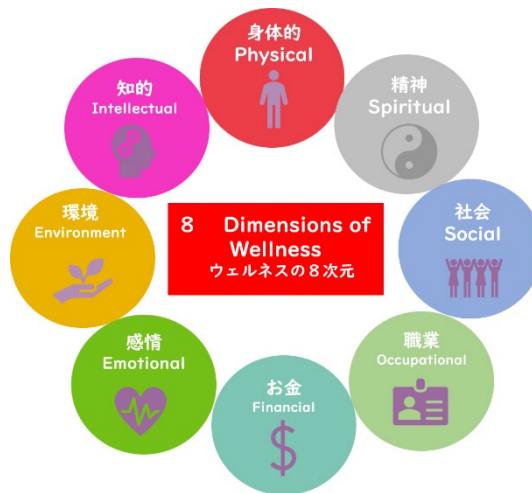 身体的
Physical
精神
Spiritual
社会
Social
職業
Occupational
お金
Financial
感情
Emotional
環境
Environment
知的
Intellectual
8 Dimensions of
Wellness
ウェルネスの８次元